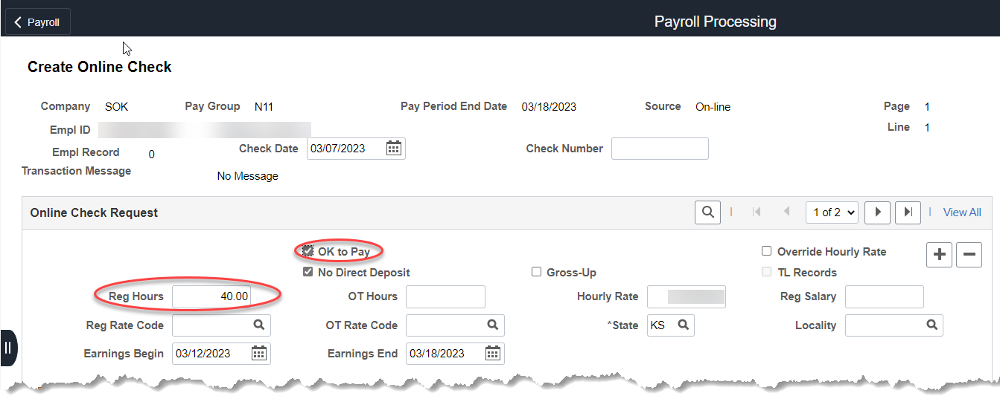 Payroll
Payroll Processing
Create Online Check
Company SOK Pay Group N11 Pay Period End Date 03/18/2023 Source On-line Page 1
Empl ID Line 1
Empl Record 0 Check Date 03/07/2023 Check Number
Transaction Message
No Message
Online Check Request 1 of 2 View All
OK to Pay Override Hourly Rate
No Direct Deposit Gross-Up TL Records
Reg Hours 40.00 OT Hours Hourly Rate Reg Salary
Reg Rate Code OT Rate Code *State KS Locality
Earnings Begin 03/12/2023 Earnings End 03/18/2023